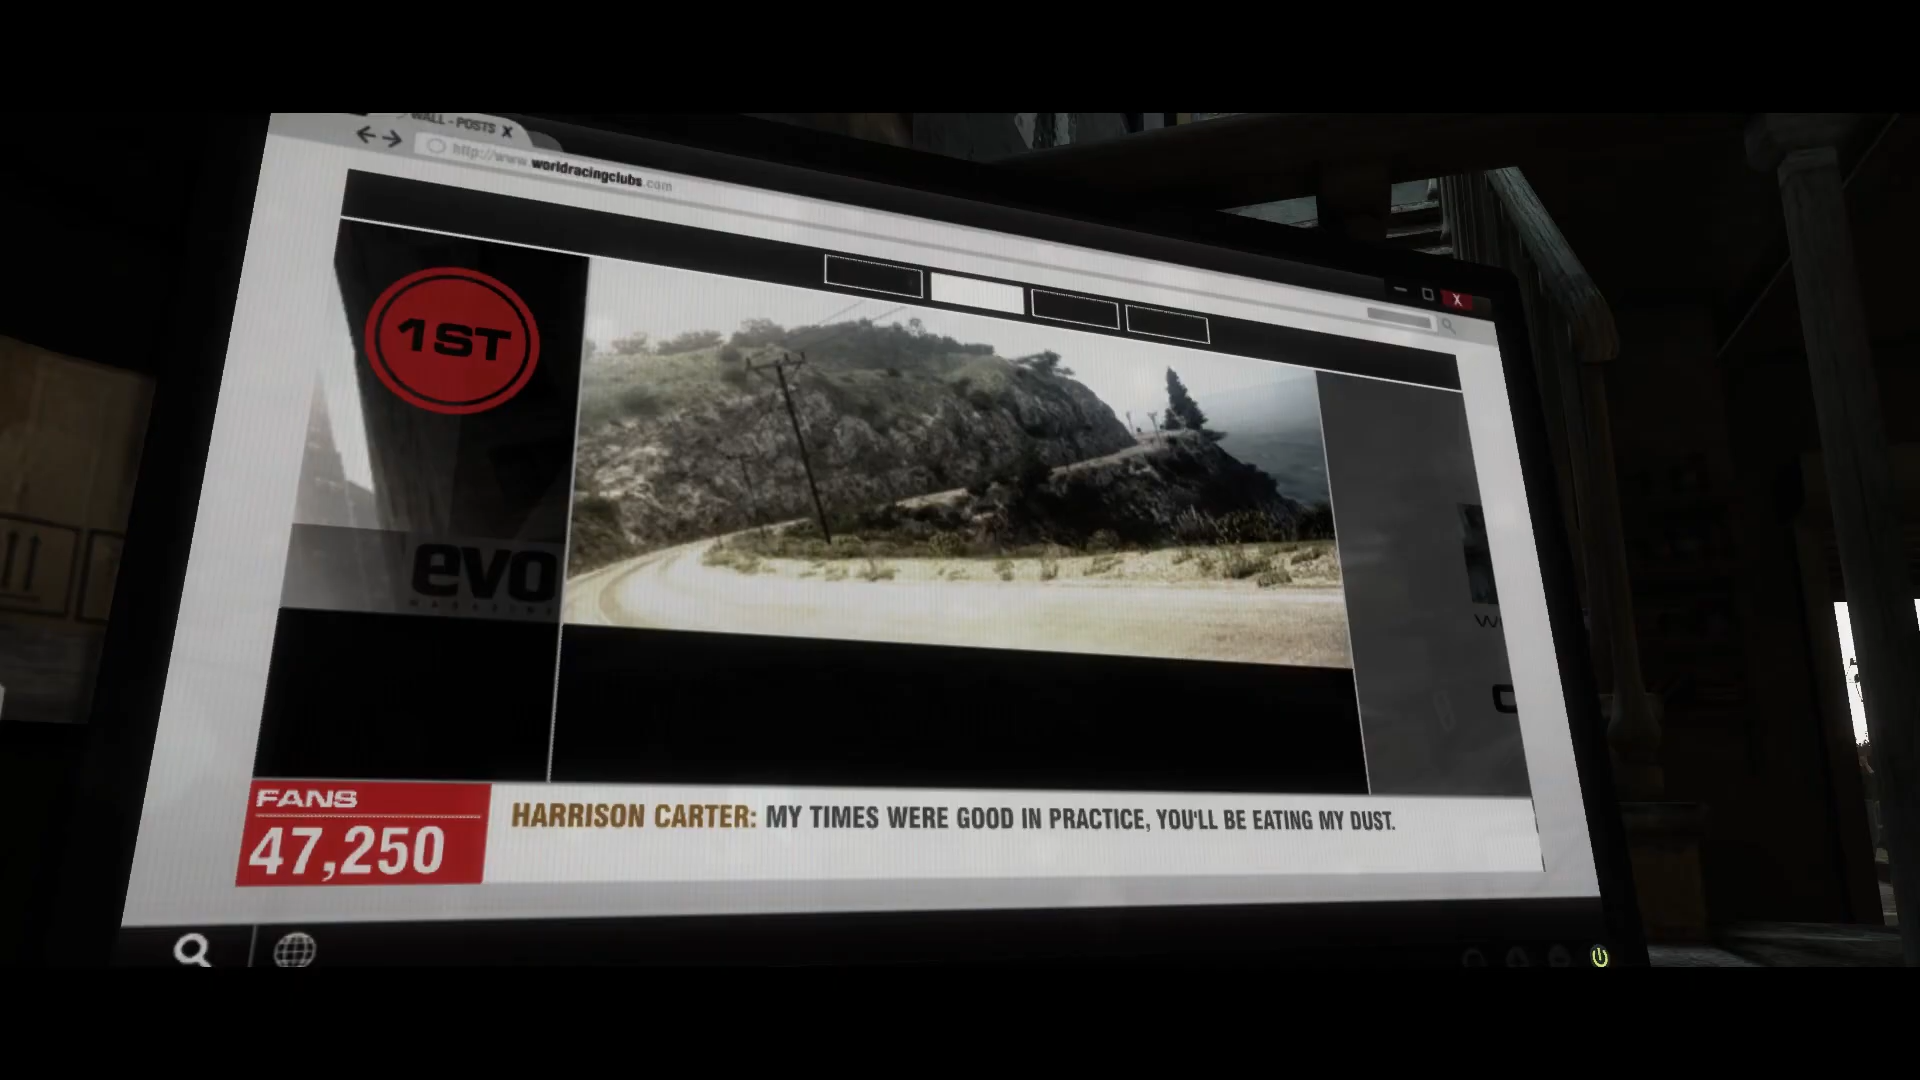 WALL - POSTS X
http://www.worldracingclubs.com
X
1ST
evo
MAGAZINE
FANS
47,250
HARRISON CARTER: MY TIMES WERE GOOD IN PRACTICE, YOU'LL BE EATING MY DUST.